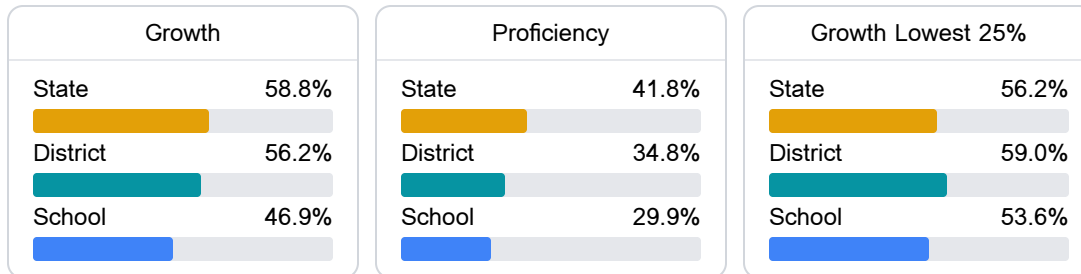 Growth
State 58.8%
District 56.2%
School 46.9%
Proficiency
State 41.8%
District 34.8%
School 29.9%
Growth Lowest 25%
State 56.2%
District 59.0%
School 53.6%